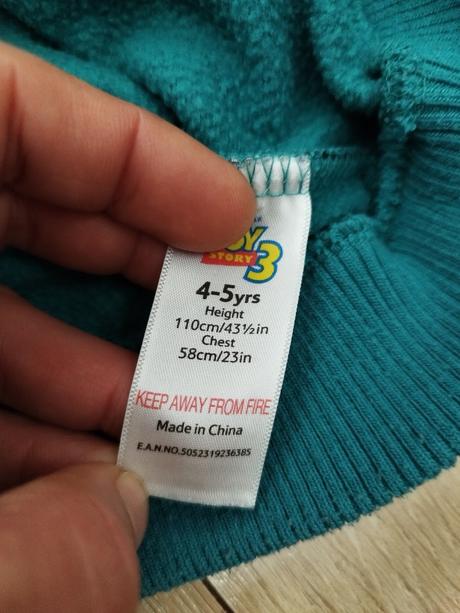 STORY
3
4-5yrs
Height
110cm/43½in
Chest
58cm/23in
KEEP AWAY FROM FIRE
Made in China
E.A.N.NO.5052319236385